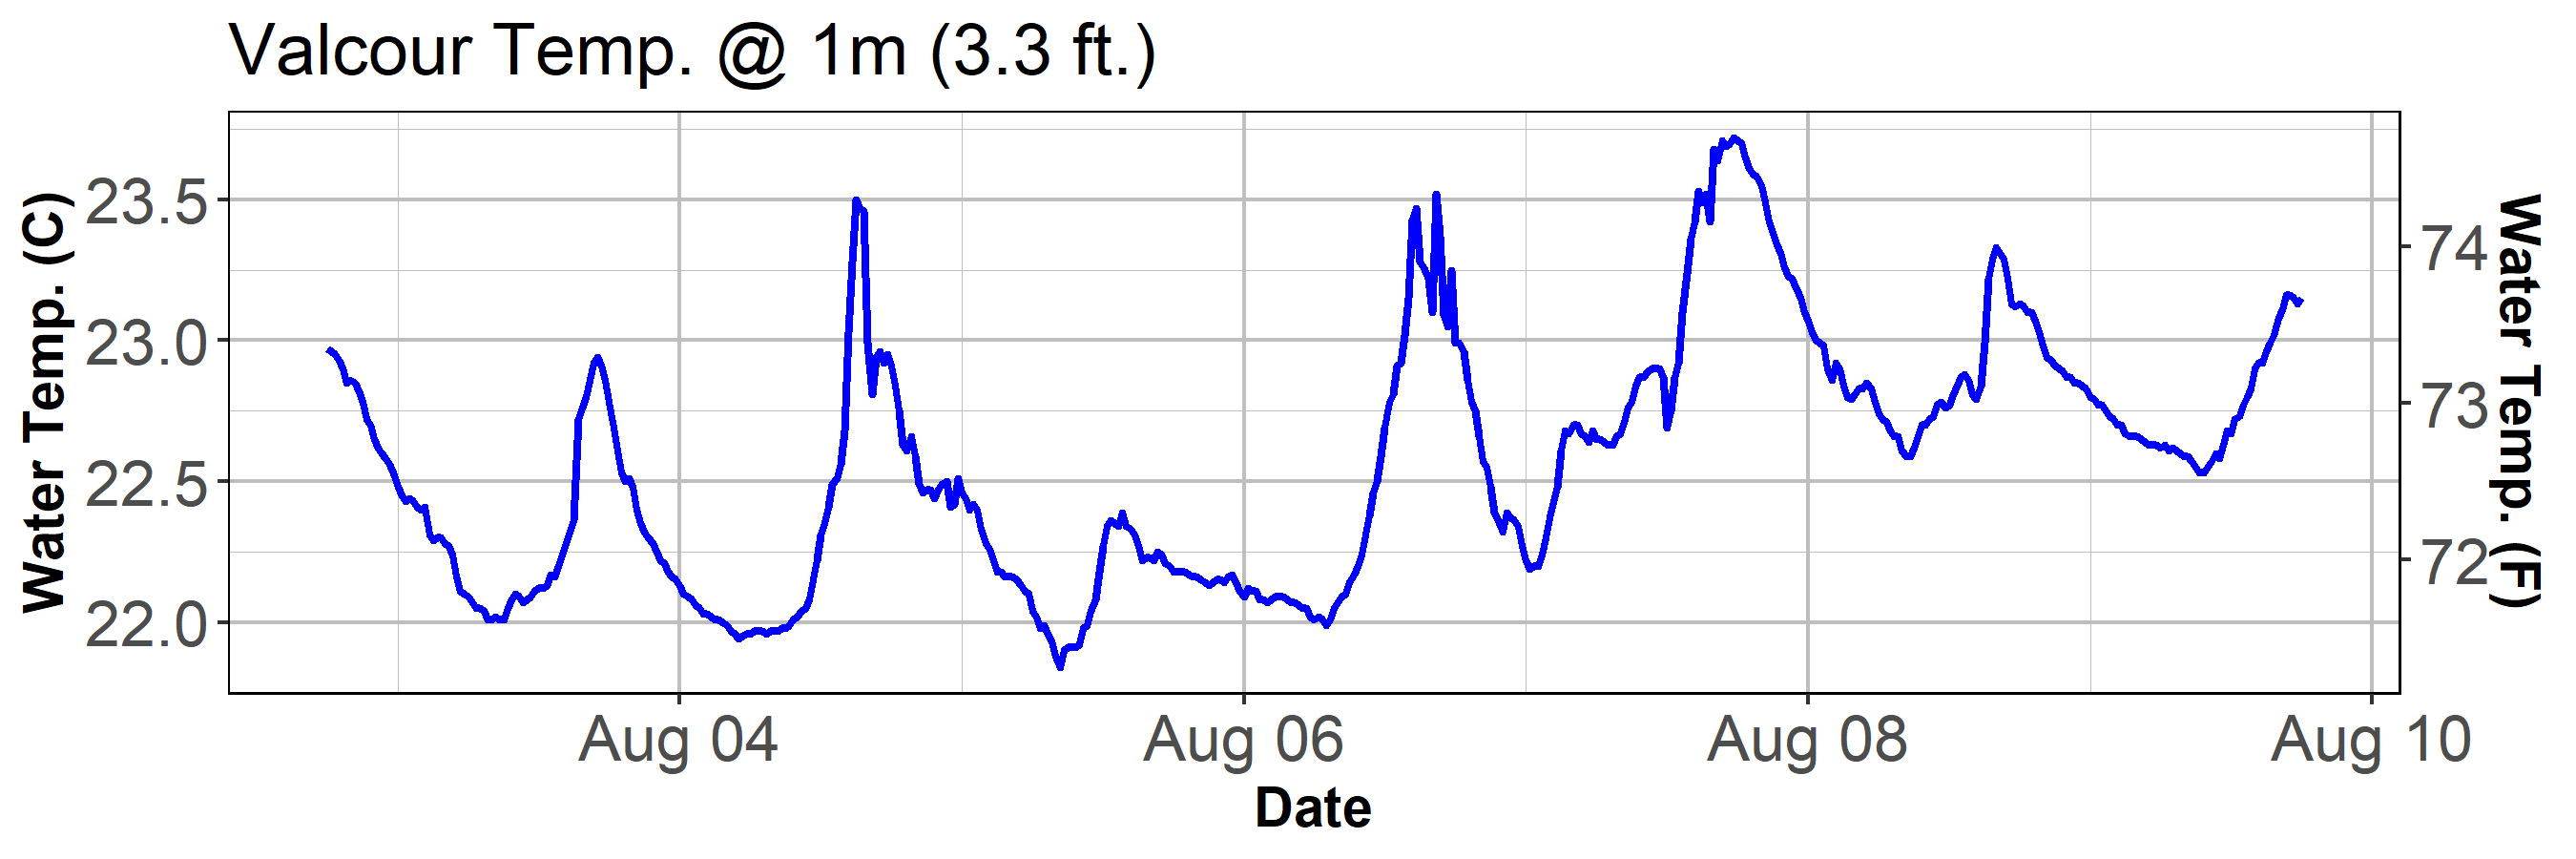 Valcour Temp. @ 1m (3.3 ft.)
Water Temp. (C)
23.5
23.0
22.5
22.0
74
73
72
Water Temp. (F)
Aug 04
Aug 06
Aug 08
Aug 10
Date